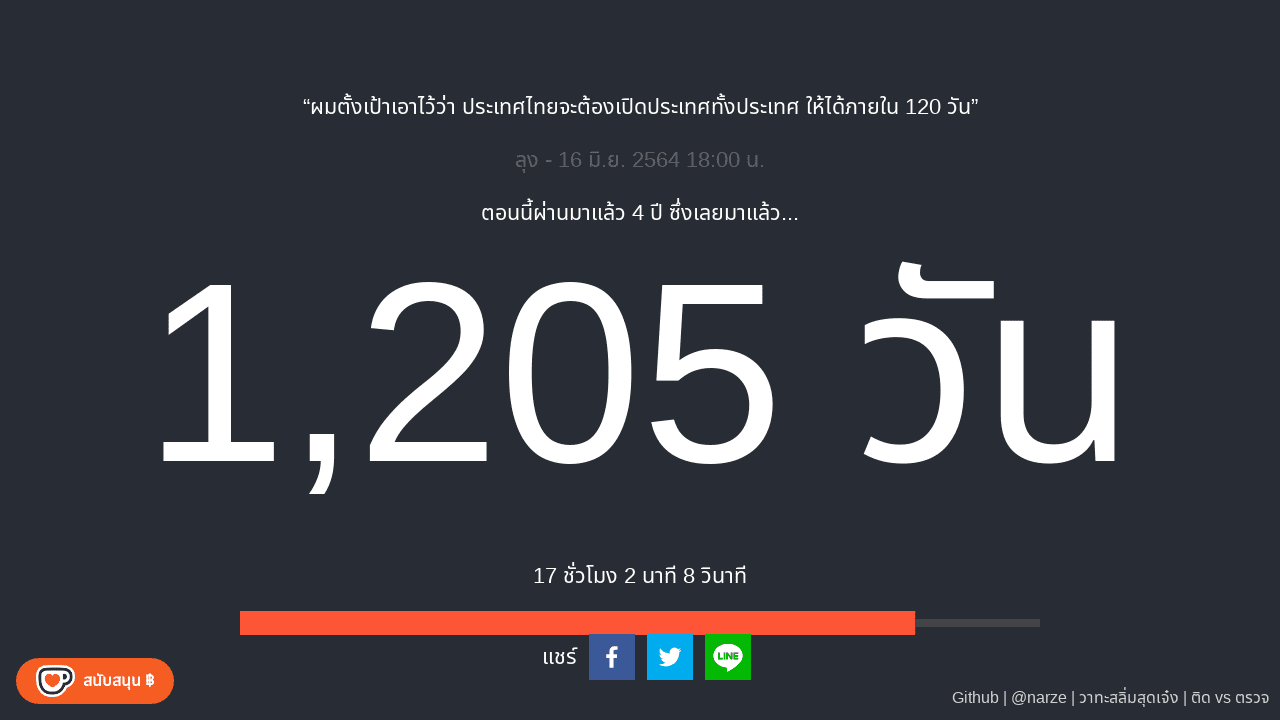 “ผมตั้งเป้าเอาไว้ว่า ประเทศไทยจะต้องเปิดประเทศทั้งประเทศ ให้ได้ภายใน 120 วัน”
ลุง - 16 มิ.ย. 2564 18:00 น.
ตอนนี้ผ่านมาแล้ว 4 ปี ซึ่งเลยมาแล้ว...
1,205 วัน
17 ชั่วโมง 2 นาที 8 วินาที
แชร์
LINE
สนับสนุน ฿
Github | @narze | วาทะสลิ่มสุดเจ๋ง | ติด vs ตรวจ